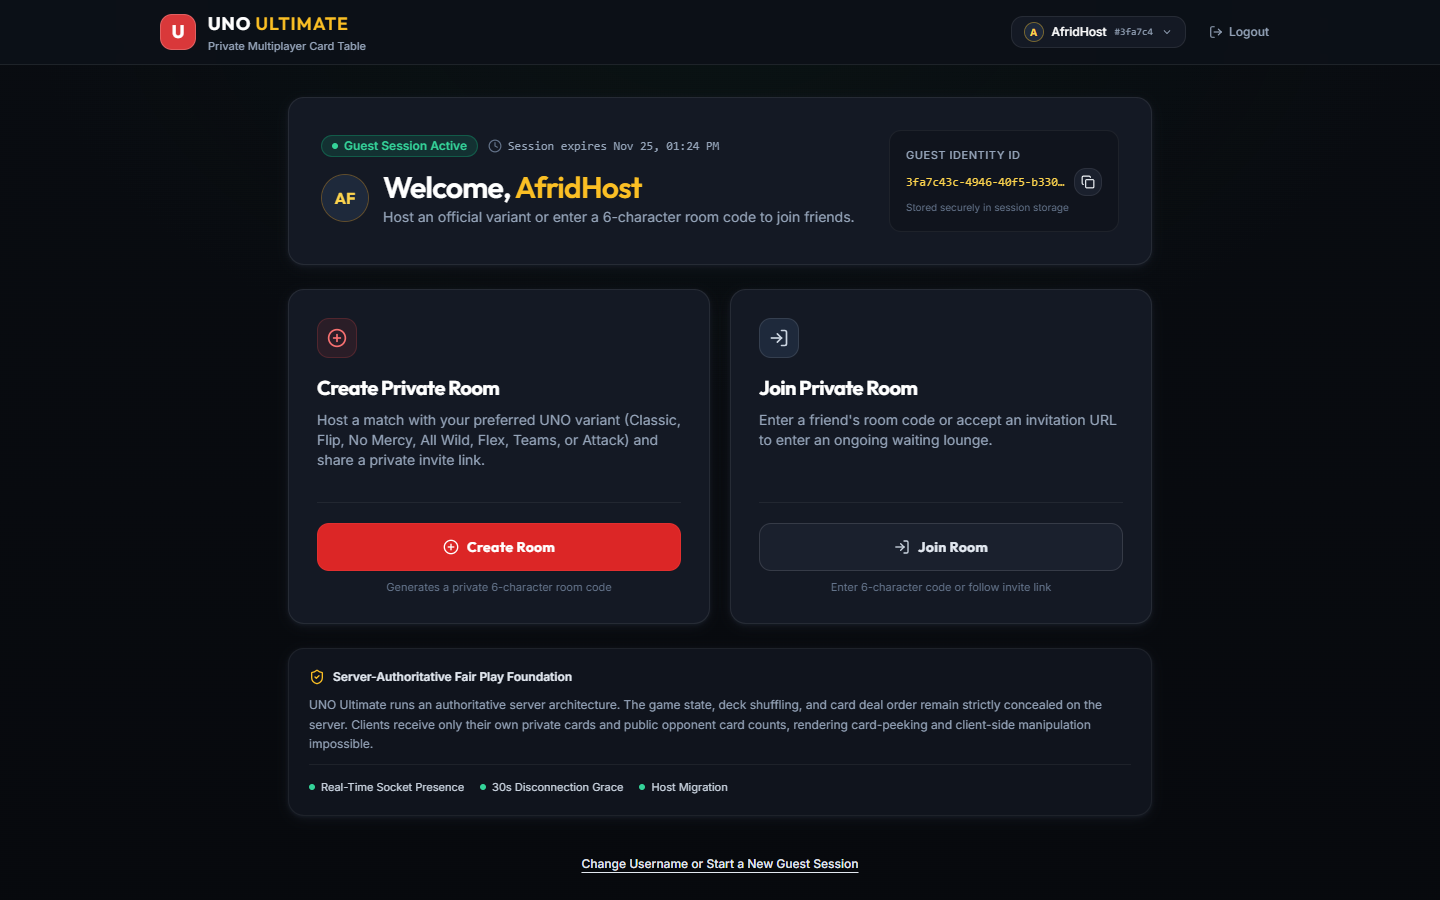 U
UNO ULTIMATE
Private Multiplayer Card Table
A AfridHost #3fa7c4
Logout
Guest Session Active
Session expires Nov 25, 01:24 PM
AF
Welcome, AfridHost
Host an official variant or enter a 6-character room code to join friends.
GUEST IDENTITY ID
3fa7c43c-4946-40f5-b330…
Stored securely in session storage
Create Private Room
Host a match with your preferred UNO variant (Classic,
Flip, No Mercy, All Wild, Flex, Teams, or Attack) and
share a private invite link.
Create Room
Generates a private 6-character room code
Join Private Room
Enter a friend's room code or accept an invitation URL
to enter an ongoing waiting lounge.
Join Room
Enter 6-character code or follow invite link
Server-Authoritative Fair Play Foundation
UNO Ultimate runs an authoritative server architecture. The game state, deck shuffling, and card deal order remain strictly concealed on the
server. Clients receive only their own private cards and public opponent card counts, rendering card-peeking and client-side manipulation
impossible.
Real-Time Socket Presence
30s Disconnection Grace
Host Migration
Change Username or Start a New Guest Session